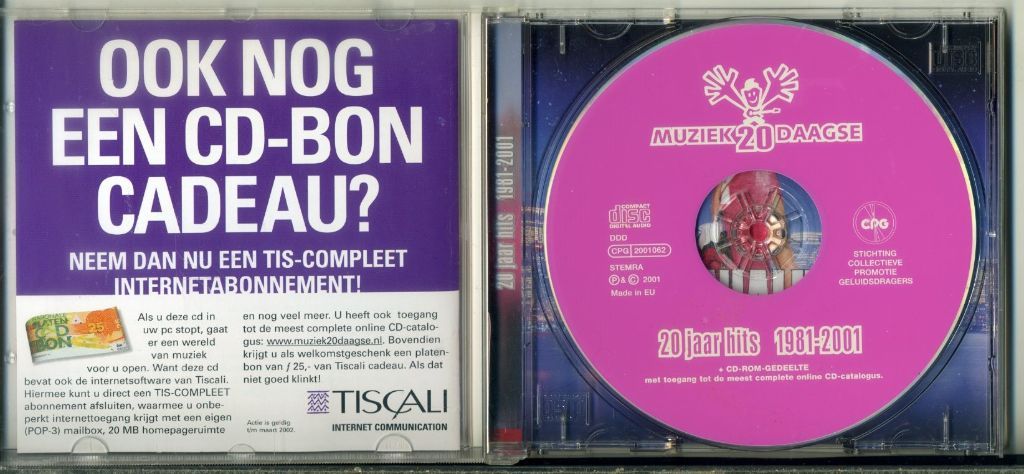 OOK NOG
EEN CD-BON
CADEAU?
NEEM DAN NU EEN TIS-COMPLEET
INTERNETABONNEMENT!
PLATEN
CD
BON
25
Als u deze cd in
uw pc stopt, gaat
er een wereld
van muziek
voor u open. Want deze cd
bevat ook de internetsoftware van Tiscali.
Hiermee kunt u direct een TIS-COMPLEET
abonnement afsluiten, waarmee u onbe-
perkt internettoegang krijgt met een eigen
(POP-3) mailbox, 20 MB homepageruimte
en nog veel meer. U heeft ook toegang
tot de meest complete online CD-catalo-
gus: www.muziek20daagse.nl. Bovendien
krijgt u als welkomstgeschenk een platen-
bon van ƒ 25,- van Tiscali cadeau. Als dat
niet goed klinkt!
Actie is geldig
t/m maart 2002.
TISCALI
INTERNET COMMUNICATION
20 jaar hits 1981-2001
MUZIEK 20 DAAGSE
COMPACT
disc
DIGITAL AUDIO
DDD
CPG 2001062
STEMRA
℗ & © 2001
Made in EU
CPG
STICHTING
COLLECTIEVE
PROMOTIE
GELUIDSDRAGERS
20 jaar hits 1981-2001
+ CD-ROM-GEDEELTE
met toegang tot de meest complete online CD-catalogus.